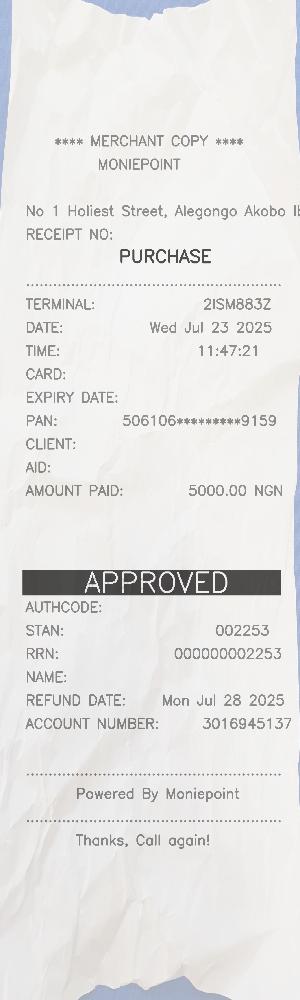 **** MERCHANT COPY ****
MONIEPOINT
No 1 Holiest Street, Alegongo Akobo
RECEIPT NO:
PURCHASE
TERMINAL: 2ISM883Z
DATE: Wed Jul 23 2025
TIME: 11:47:21
CARD:
EXPIRY DATE:
PAN: 506106*********9159
CLIENT:
AID:
AMOUNT PAID: 5000.00 NGN
APPROVED
AUTHCODE:
STAN: 002253
RRN: 000000002253
NAME:
REFUND DATE: Mon Jul 28 2025
ACCOUNT NUMBER: 3016945137
Powered By Moniepoint
Thanks, Call again!